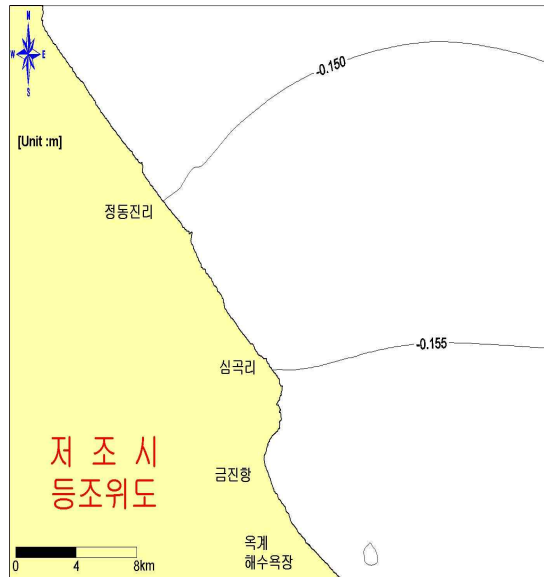 N
W E
S
-0.150
[Unit :m]
정동진리
-0.155
심곡리
저 조 시
등조위도
금진항
옥계
해수욕장
0 4 8km